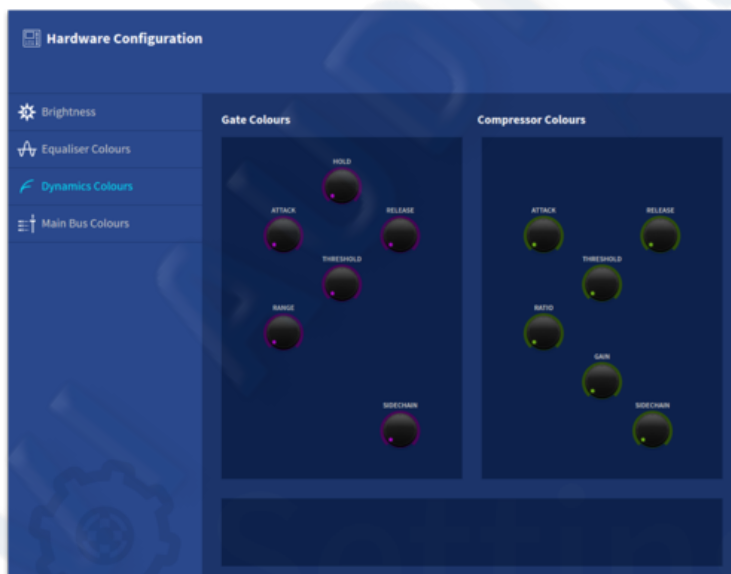 Hardware Configuration
Brightness
Equaliser Colours
Dynamics Colours
Main Bus Colours
Gate Colours
HOLD
ATTACK
RELEASE
THRESHOLD
RANGE
SIDECHAIN
Compressor Colours
ATTACK
RELEASE
THRESHOLD
RATIO
GAIN
SIDECHAIN